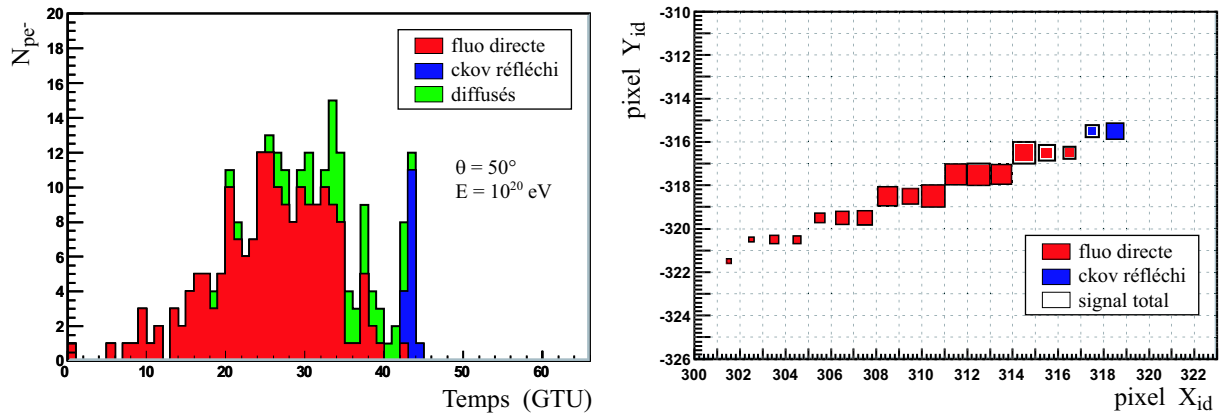 N_pe-
20
18
16
14
12
10
8
6
4
2
0
fluo directe
ckov réfléchi
diffusés
θ = 50°
E = 10^20 eV
0 10 20 30 40 50 60
Temps (GTU)
pixel Y_id
-310
-312
-314
-316
-318
-320
-322
-324
-326
fluo directe
ckov réfléchi
signal total
300 302 304 306 308 310 312 314 316 318 320 322
pixel X_id